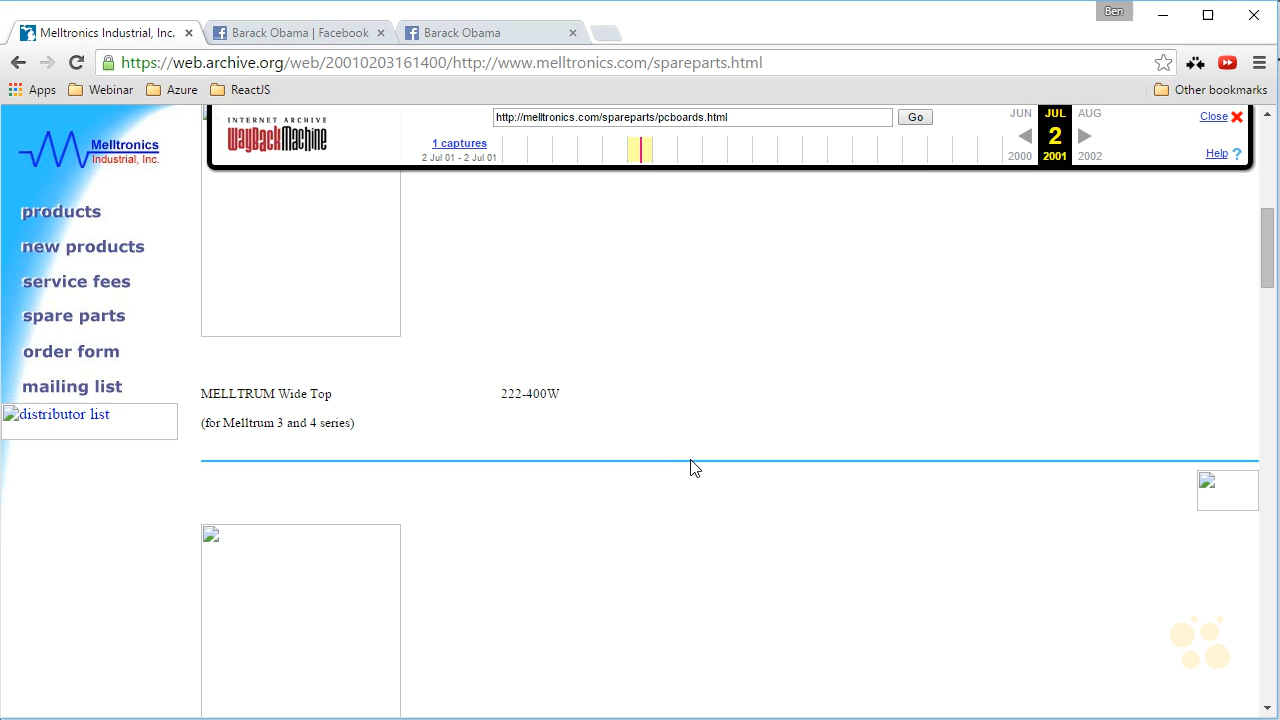 Ben
Melltronics Industrial, Inc.
Barack Obama | Facebook
Barack Obama
https://web.archive.org/web/20010203161400/http://www.melltronics.com/spareparts.html
Apps
Webinar
Azure
ReactJS
Other bookmarks
Melltronics
Industrial, Inc.
INTERNET ARCHIVE
WayBackMachine
http://melltronics.com/spareparts/pcboards.html
Go
1 captures
2 Jul 01 - 2 Jul 01
JUN
JUL
AUG
2
2000
2001
2002
Close
Help ?
products
new products
service fees
spare parts
order form
mailing list
distributor list
MELLTRUM Wide Top 222-400W
(for Melltrum 3 and 4 series)